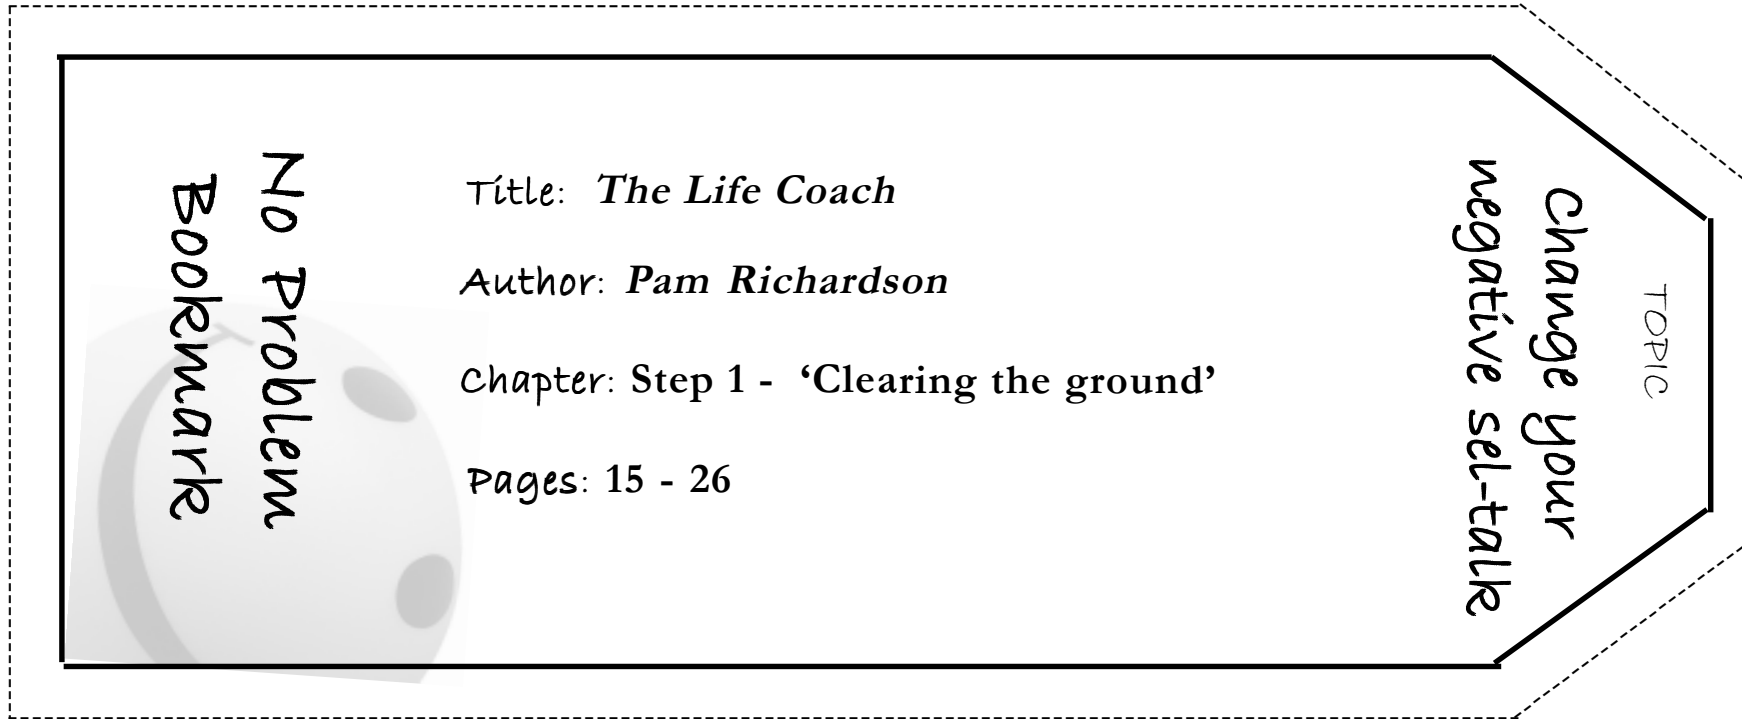 No Problem
Bookmark
Title: The Life Coach
Author: Pam Richardson
Chapter: Step 1 - ‘Clearing the ground’
Pages: 15 - 26
TOPIC
Change your
negative sel-talk